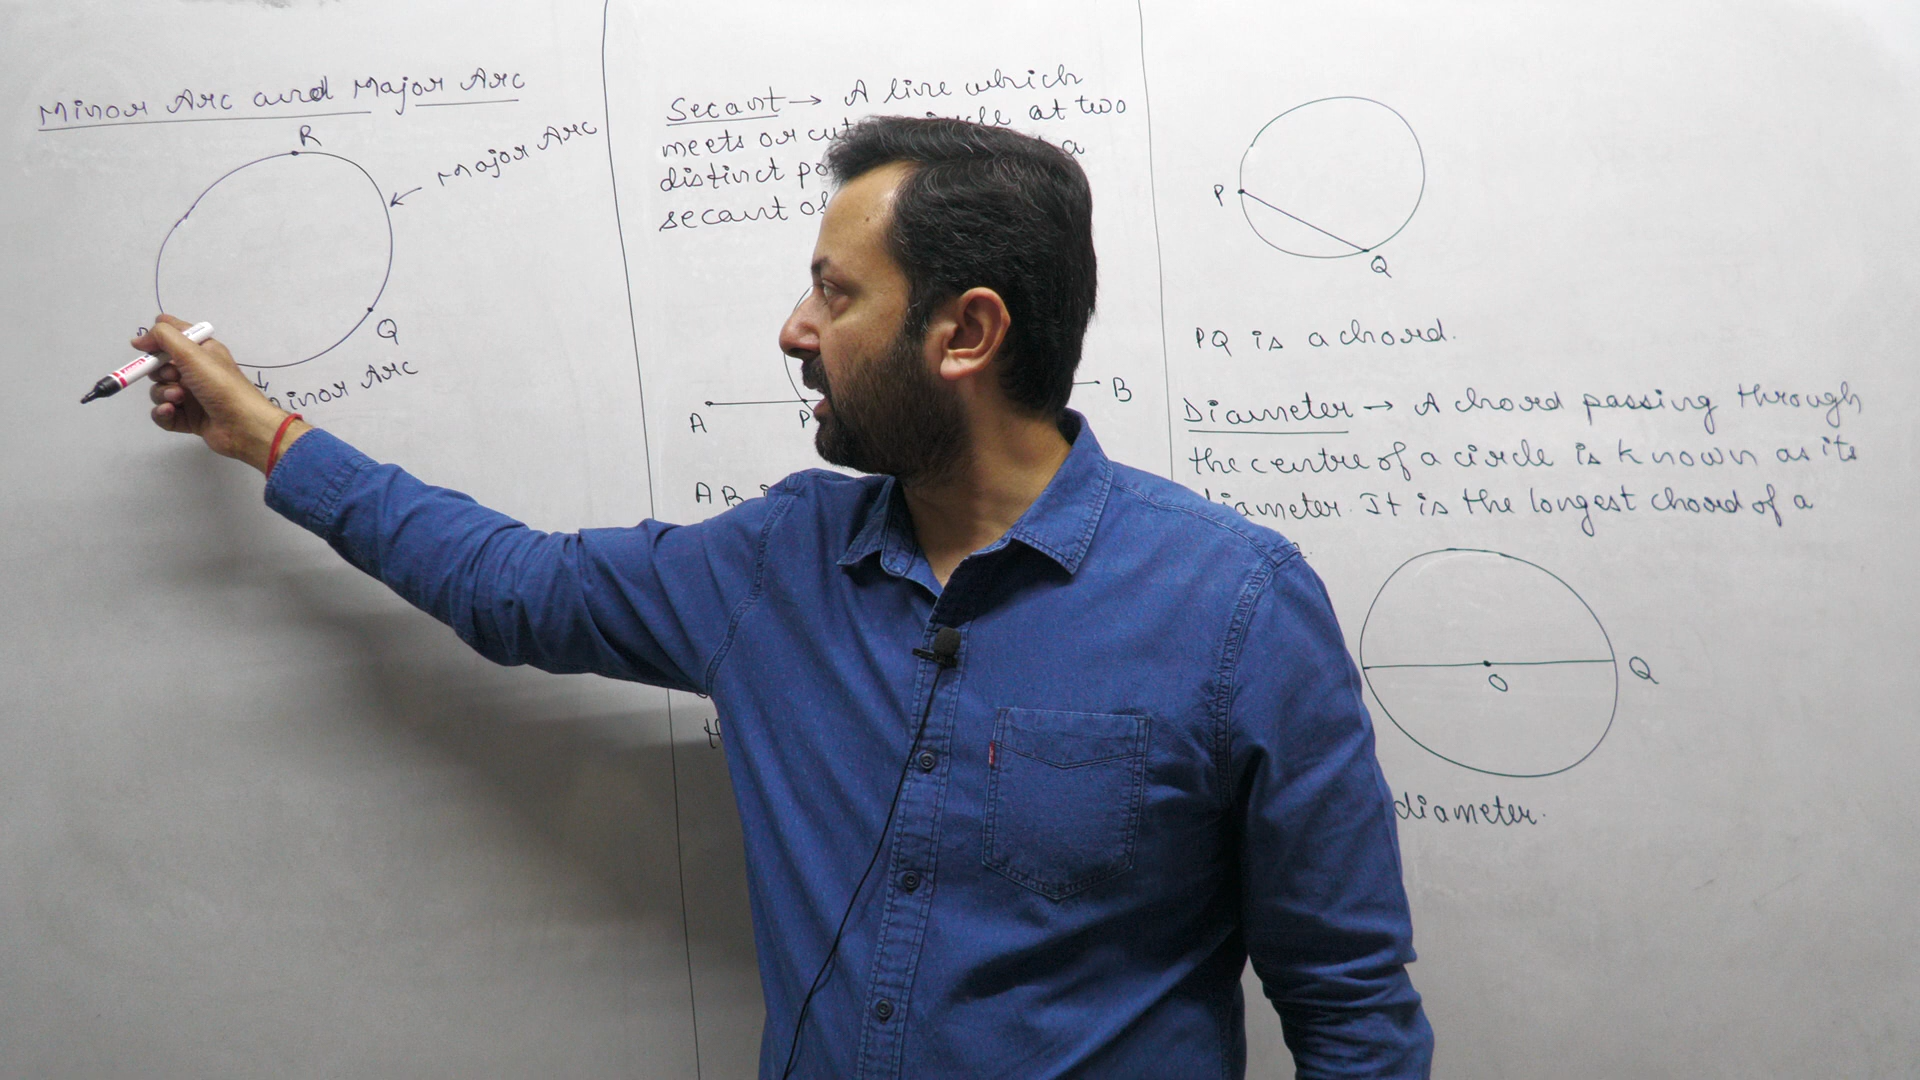 Minor Arc and Major Arc
R
Major Arc
Q
Minor Arc
Secant → A line which
meets or cut circle at two
distinct a
secant of
A P B
AB
P
Q
PQ is a chord.
Diameter → A chord passing through
the centre of a circle is known as its
diameter. It is the longest chord of a
O Q
diameter.